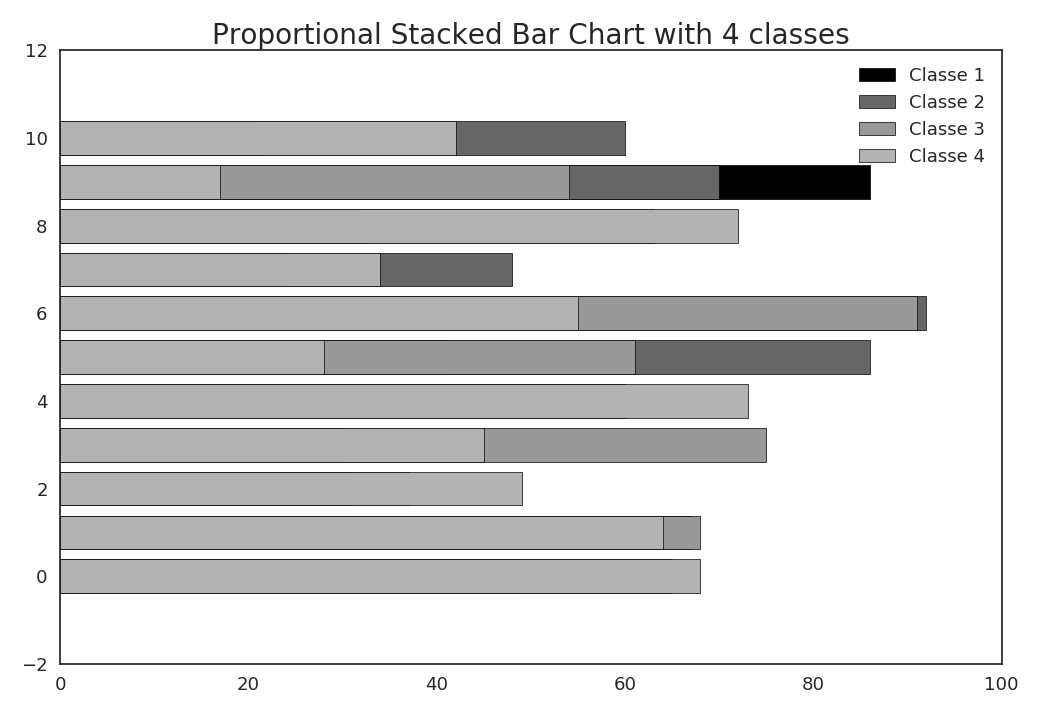 Proportional Stacked Bar Chart with 4 classes
12
10
8
6
4
2
0
−2
Classe 1
Classe 2
Classe 3
Classe 4
0 20 40 60 80 100